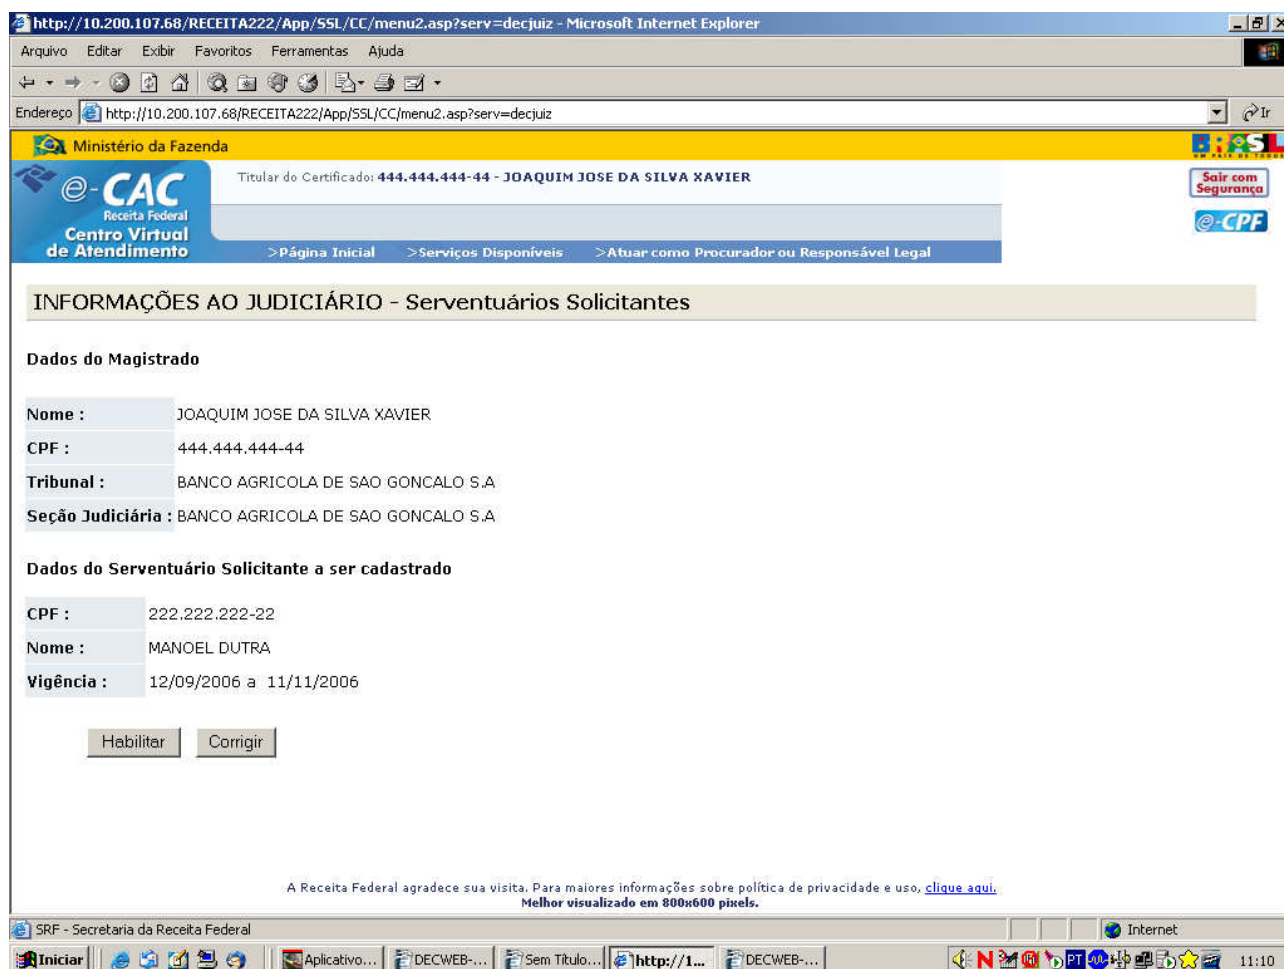 http://10.200.107.68/RECEITA222/App/SSL/CC/menu2.asp?serv=decjuiz - Microsoft Internet Explorer
Arquivo Editar Exibir Favoritos Ferramentas Ajuda
Endereço http://10.200.107.68/RECEITA222/App/SSL/CC/menu2.asp?serv=decjuiz Ir
Ministério da Fazenda BRASIL
UM PAÍS DE TODOS
e-CAC
Receita Federal
Centro Virtual
de Atendimento
Titular do Certificado: 444.444.444-44 - JOAQUIM JOSE DA SILVA XAVIER
Sair com
Segurança
e-CPF
>Página Inicial >Serviços Disponíveis >Atuar como Procurador ou Responsável Legal
INFORMAÇÕES AO JUDICIÁRIO - Serventuários Solicitantes
Dados do Magistrado
Nome : JOAQUIM JOSE DA SILVA XAVIER
CPF : 444.444.444-44
Tribunal : BANCO AGRICOLA DE SAO GONCALO S.A
Seção Judiciária : BANCO AGRICOLA DE SAO GONCALO S.A
Dados do Serventuário Solicitante a ser cadastrado
CPF : 222.222.222-22
Nome : MANOEL DUTRA
Vigência : 12/09/2006 a 11/11/2006
Habilitar Corrigir
A Receita Federal agradece sua visita. Para maiores informações sobre política de privacidade e uso, clique aqui.
Melhor visualizado em 800x600 pixels.
SRF - Secretaria da Receita Federal Internet
Iniciar Aplicativo... DECWEB-... Sem Título... http://1... DECWEB-... N PT 11:10